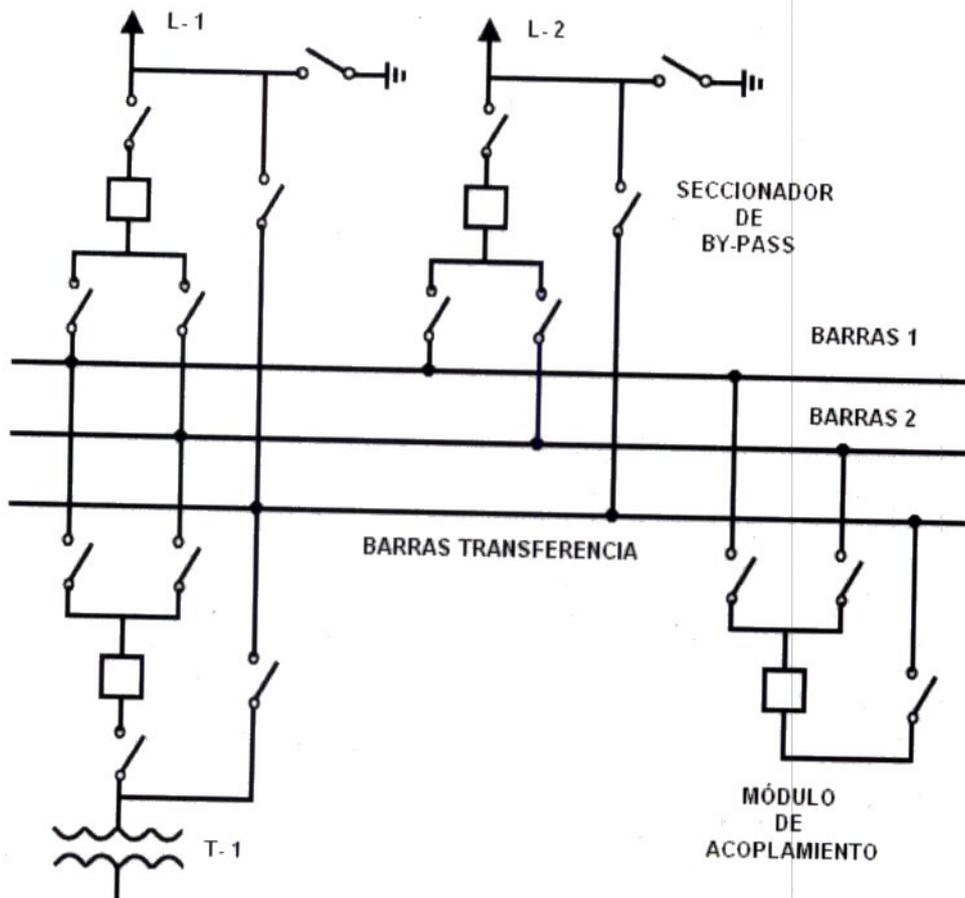 L-1
L-2
SECCIONADOR
DE
BY-PASS
BARRAS 1
BARRAS 2
BARRAS TRANSFERENCIA
MÓDULO
DE
ACOPLAMIENTO
T-1